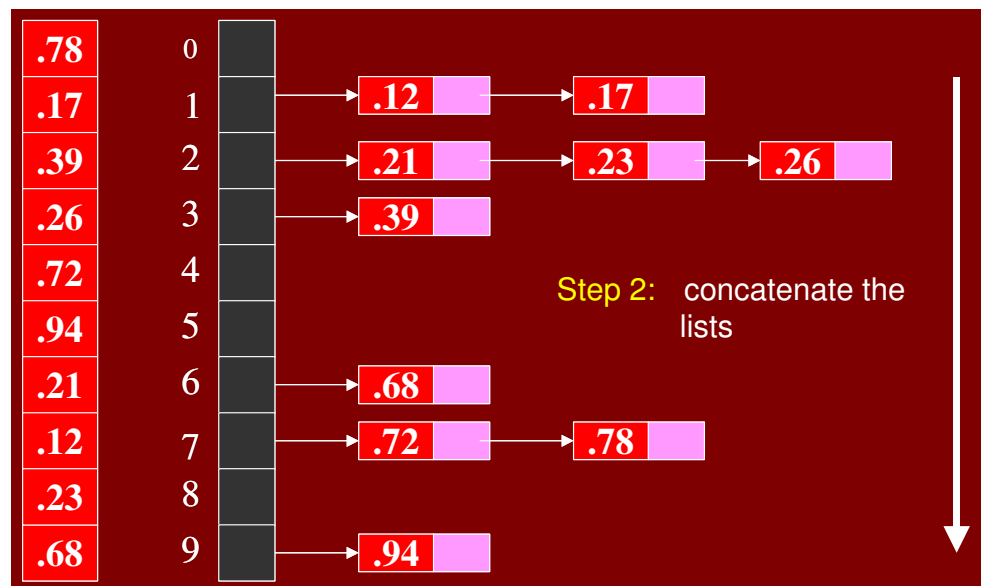 .78 0
.17 1 .12 .17
.39 2 .21 .23 .26
.26 3 .39
.72 4
Step 2: concatenate the
lists
.94 5
.21 6 .68
.12 7 .72 .78
.23 8
.68 9 .94